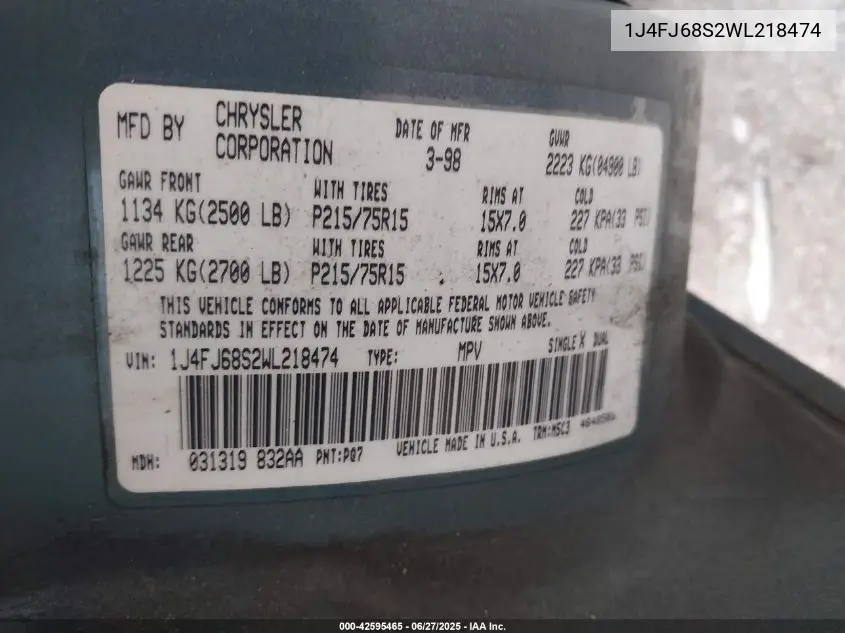 1J4FJ68S2WL218474
MFD BY CHRYSLER CORPORATION DATE OF MFR 3-98 GVWR 2223 KG(04900 LB)
GAWR FRONT WITH TIRES RIMS AT COLD
1134 KG(2500 LB) P215/75R15 15X7.0 227 KPA(33 PSI)
GAWR REAR WITH TIRES RIMS AT COLD
1225 KG(2700 LB) P215/75R15 15X7.0 227 KPA(33 PSI)
THIS VEHICLE CONFORMS TO ALL APPLICABLE FEDERAL MOTOR VEHICLE SAFETY
STANDARDS IN EFFECT ON THE DATE OF MANUFACTURE SHOWN ABOVE.
VIN: 1J4FJ68S2WL218474 TYPE: MPV SINGLE X DUAL
MDH: 031319 832AA PNT:PQ7 VEHICLE MADE IN U.S.A. TRM:M5C3
000-42595465 - 06/27/2025 - IAA Inc.